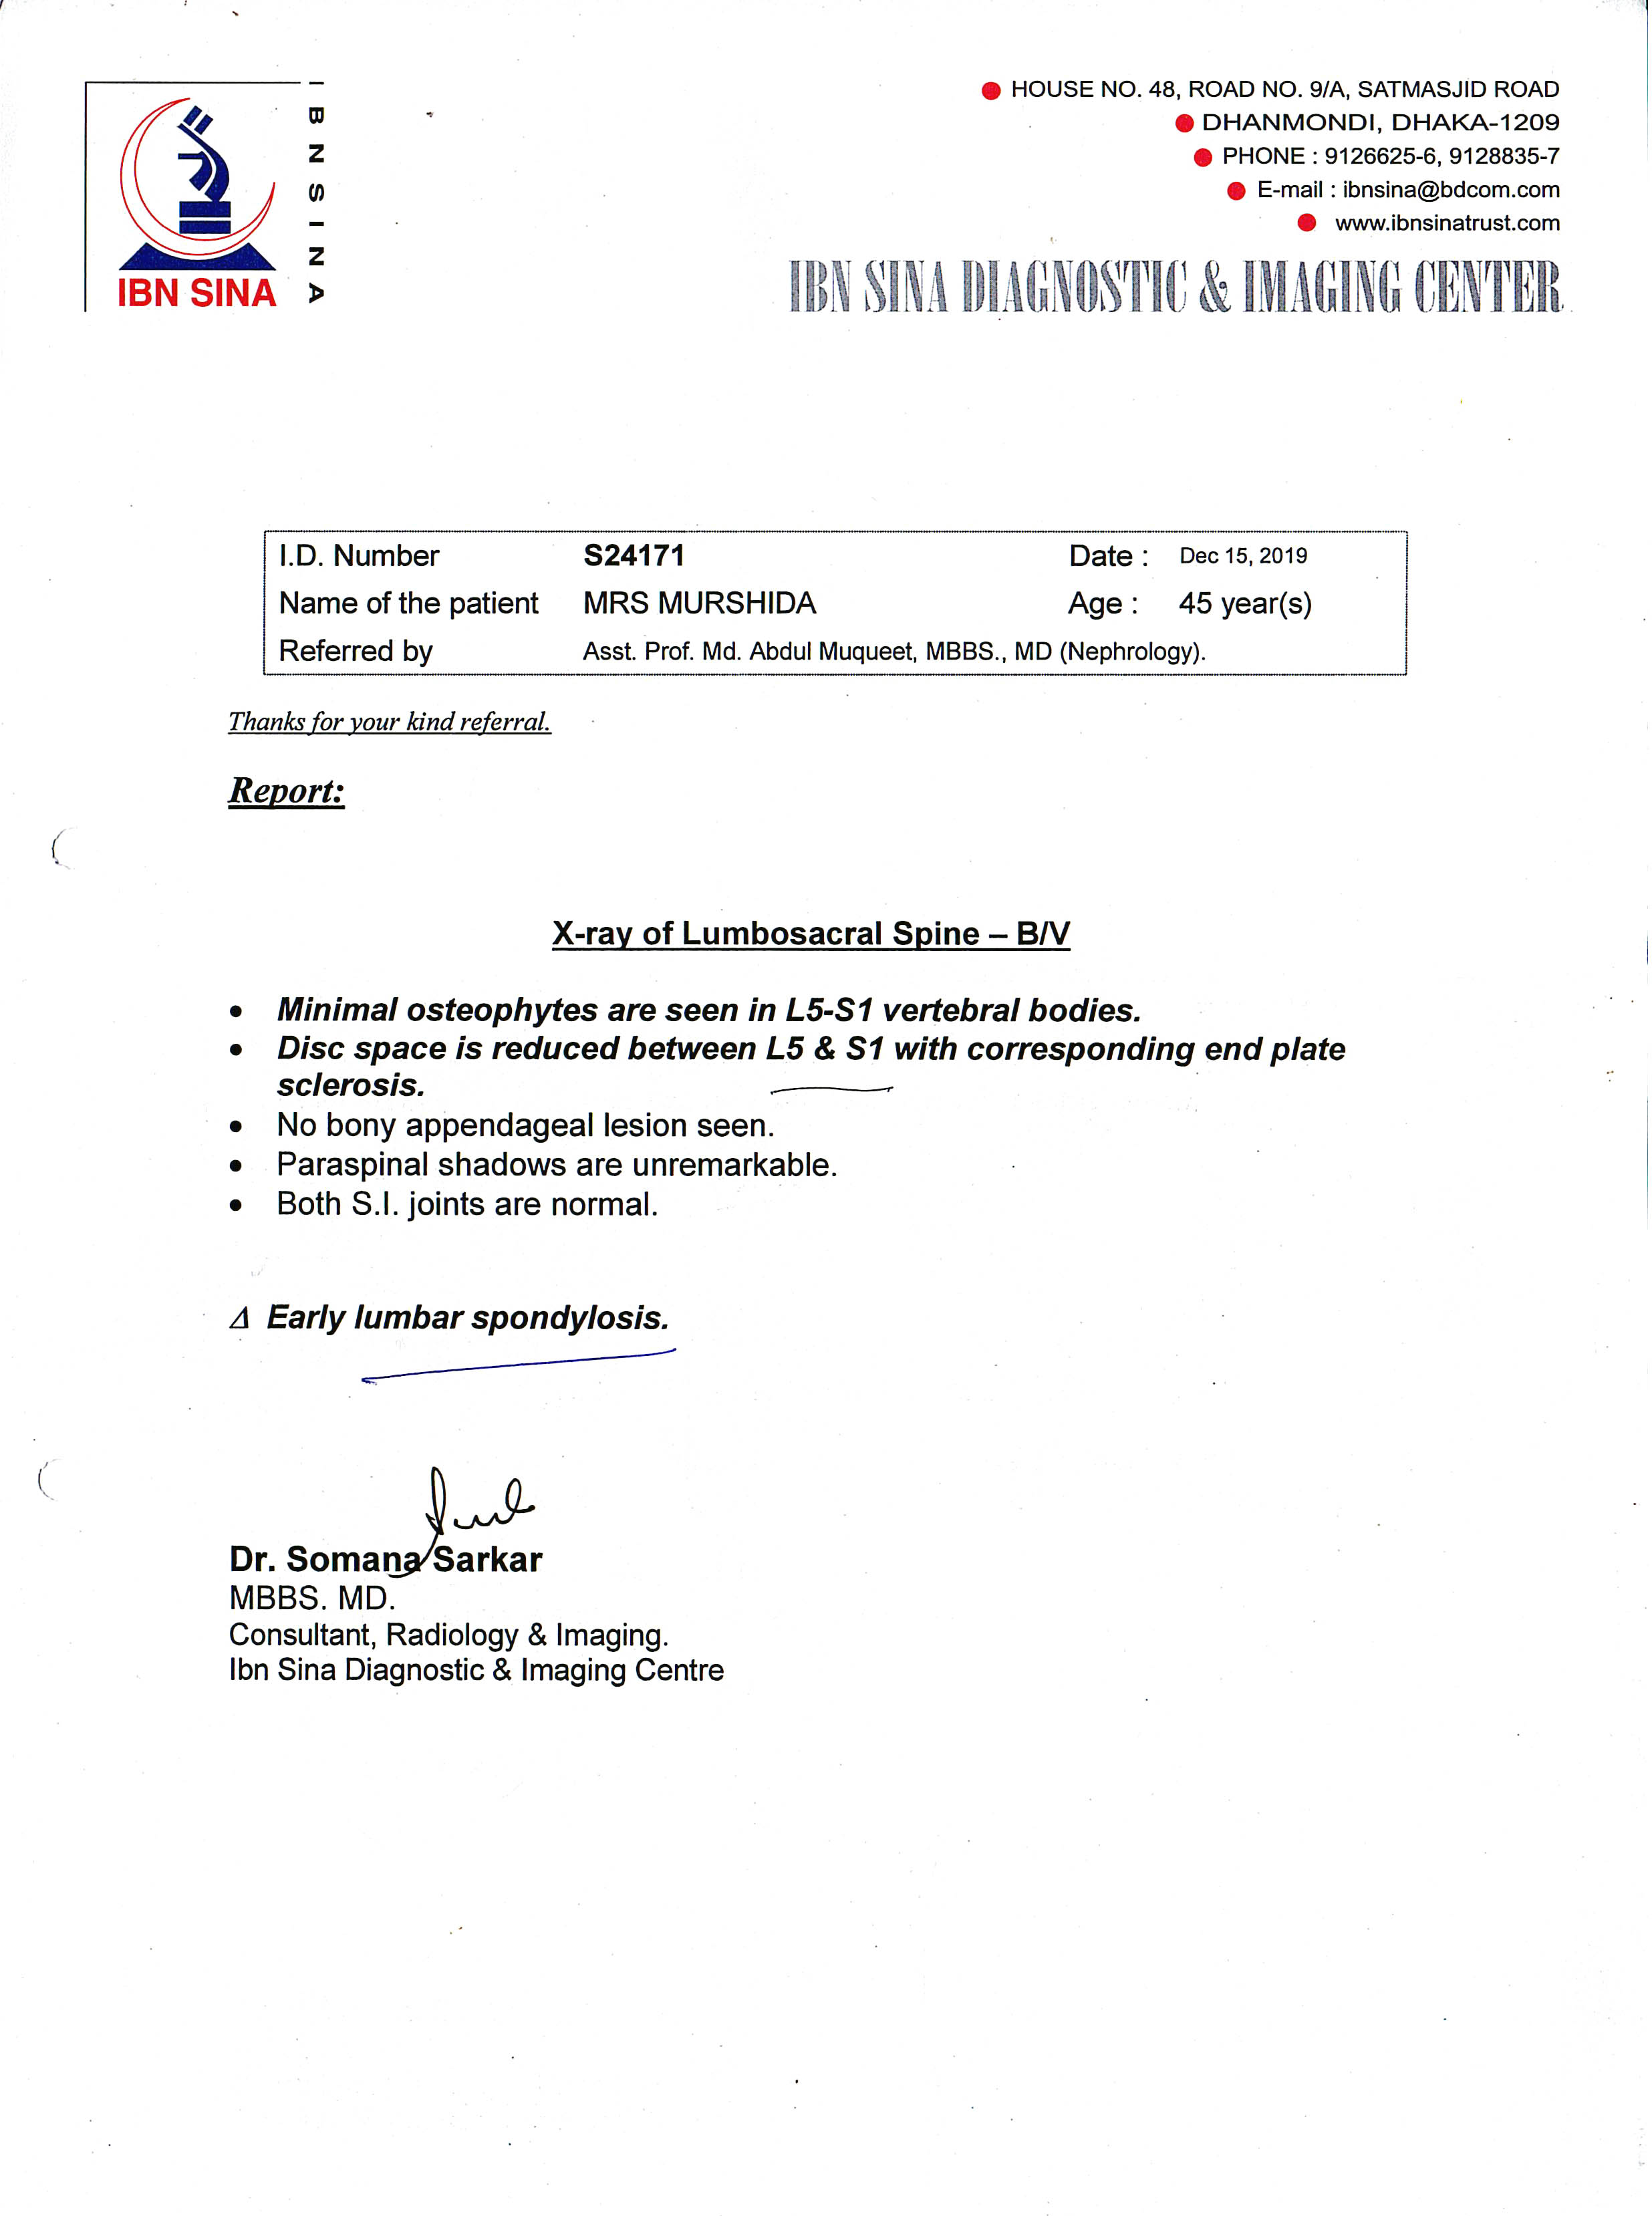 IBN SINA
IBN SINA
HOUSE NO. 48, ROAD NO. 9/A, SATMASJID ROAD
DHANMONDI, DHAKA-1209
PHONE : 9126625-6, 9128835-7
E-mail : ibnsina@bdcom.com
www.ibnsinatrust.com
IBN SINA DIAGNOSTIC & IMAGING CENTER
I.D. Number S24171 Date : Dec 15, 2019
Name of the patient MRS MURSHIDA Age : 45 year(s)
Referred by Asst. Prof. Md. Abdul Muqueet, MBBS., MD (Nephrology).
Thanks for your kind referral.
Report:
X-ray of Lumbosacral Spine – B/V
• Minimal osteophytes are seen in L5-S1 vertebral bodies.
• Disc space is reduced between L5 & S1 with corresponding end plate
sclerosis.
• No bony appendageal lesion seen.
• Paraspinal shadows are unremarkable.
• Both S.I. joints are normal.
Δ Early lumbar spondylosis.
Dr. Somana Sarkar
MBBS. MD.
Consultant, Radiology & Imaging.
Ibn Sina Diagnostic & Imaging Centre